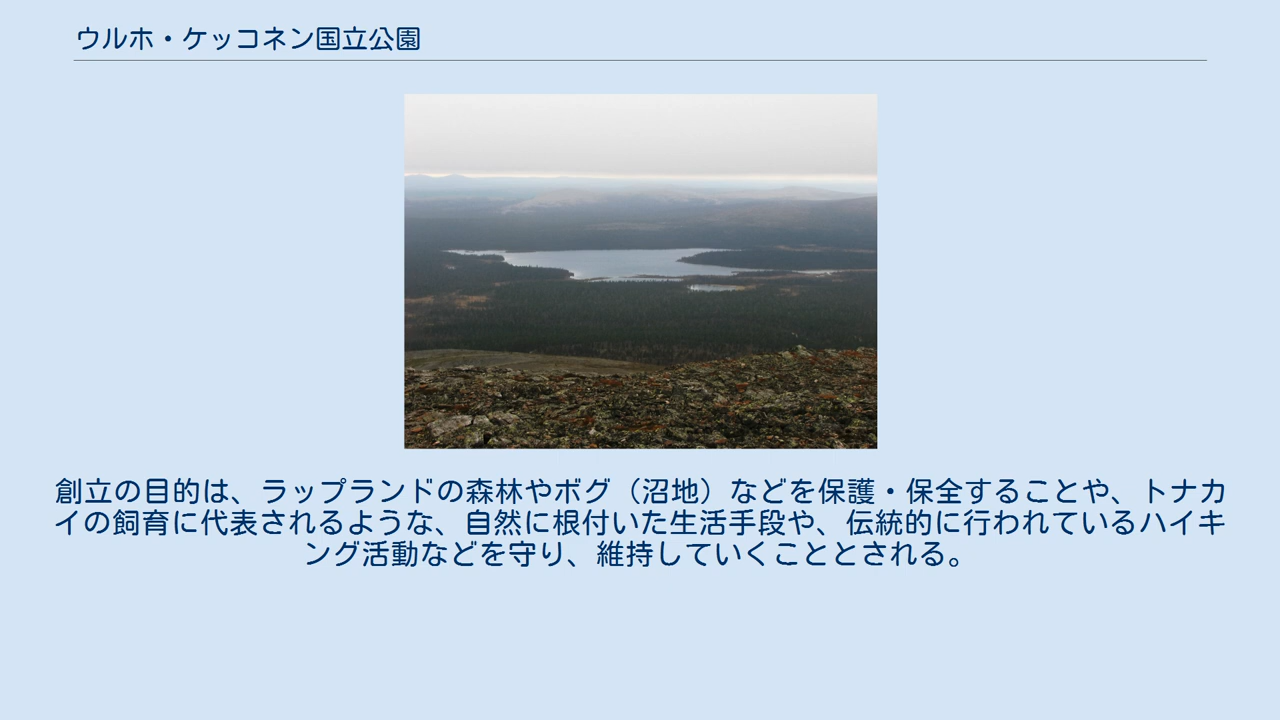 ウルホ・ケッコネン国立公園
創立の目的は、ラップランドの森林やボグ（沼地）などを保護・保全することや、トナカ
イの飼育に代表されるような、自然に根付いた生活手段や、伝統的に行われているハイキ
ング活動などを守り、維持していくこととされる。